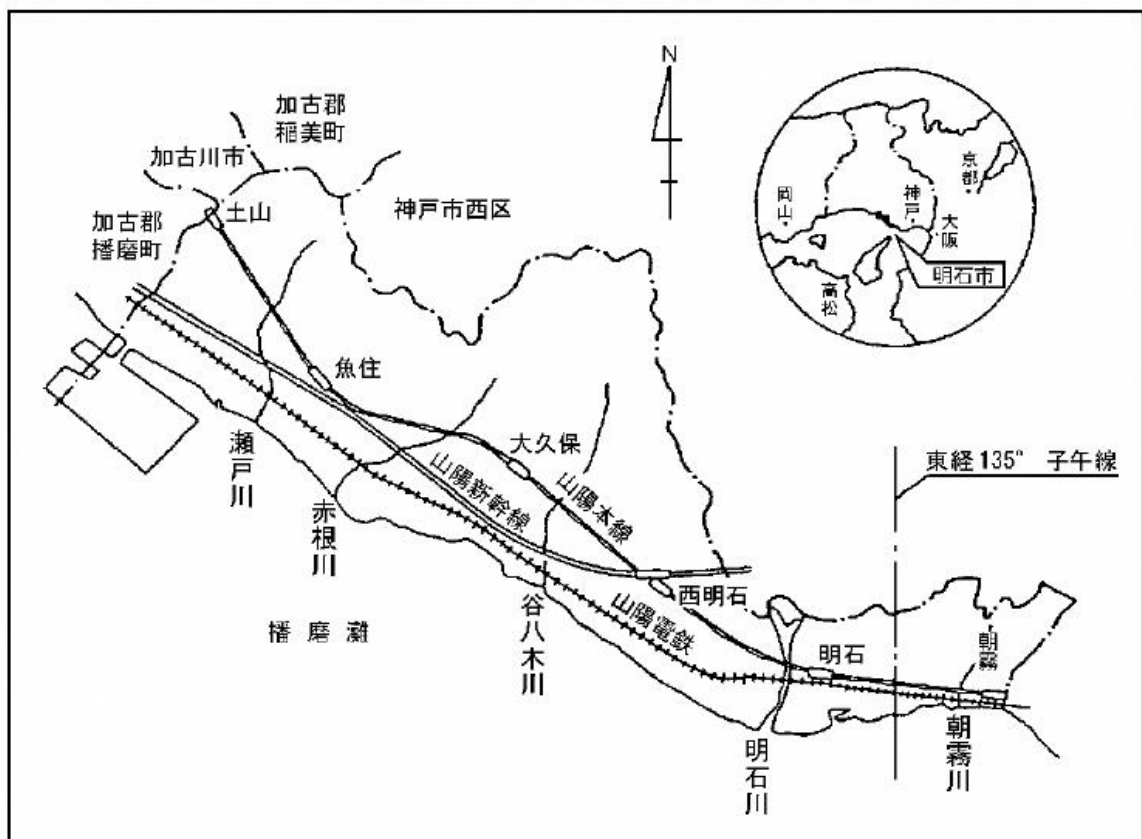 N
加古郡
稲美町
加古川市
土山
神戸市西区
加古郡
播磨町
岡山
神戸
京都
大阪
明石市
高松
魚住
大久保
瀬戸川
赤根川
山陽新幹線
山陽本線
東経135° 子午線
谷八木川
西明石
山陽電鉄
播磨灘
明石
朝霧
明石川
朝霧川